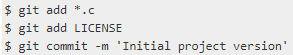 $ git add *.c
$ git add LICENSE
$ git commit -m 'Initial project version'